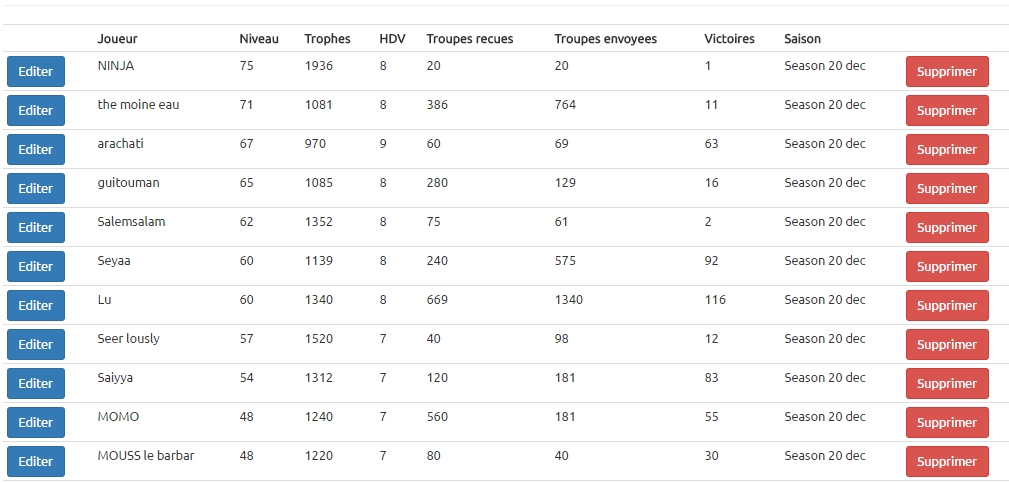 Joueur Niveau Trophes HDV Troupes recues Troupes envoyees Victoires Saison
Editer NINJA 75 1936 8 20 20 1 Season 20 dec Supprimer
Editer the moine eau 71 1081 8 386 764 11 Season 20 dec Supprimer
Editer arachati 67 970 9 60 69 63 Season 20 dec Supprimer
Editer guitouman 65 1085 8 280 129 16 Season 20 dec Supprimer
Editer Salemsalam 62 1352 8 75 61 2 Season 20 dec Supprimer
Editer Seyaa 60 1139 8 240 575 92 Season 20 dec Supprimer
Editer Lu 60 1340 8 669 1340 116 Season 20 dec Supprimer
Editer Seer lously 57 1520 7 40 98 12 Season 20 dec Supprimer
Editer Saiyya 54 1312 7 120 181 83 Season 20 dec Supprimer
Editer MOMO 48 1240 7 560 181 55 Season 20 dec Supprimer
Editer MOUSS le barbar 48 1220 7 80 40 30 Season 20 dec Supprimer